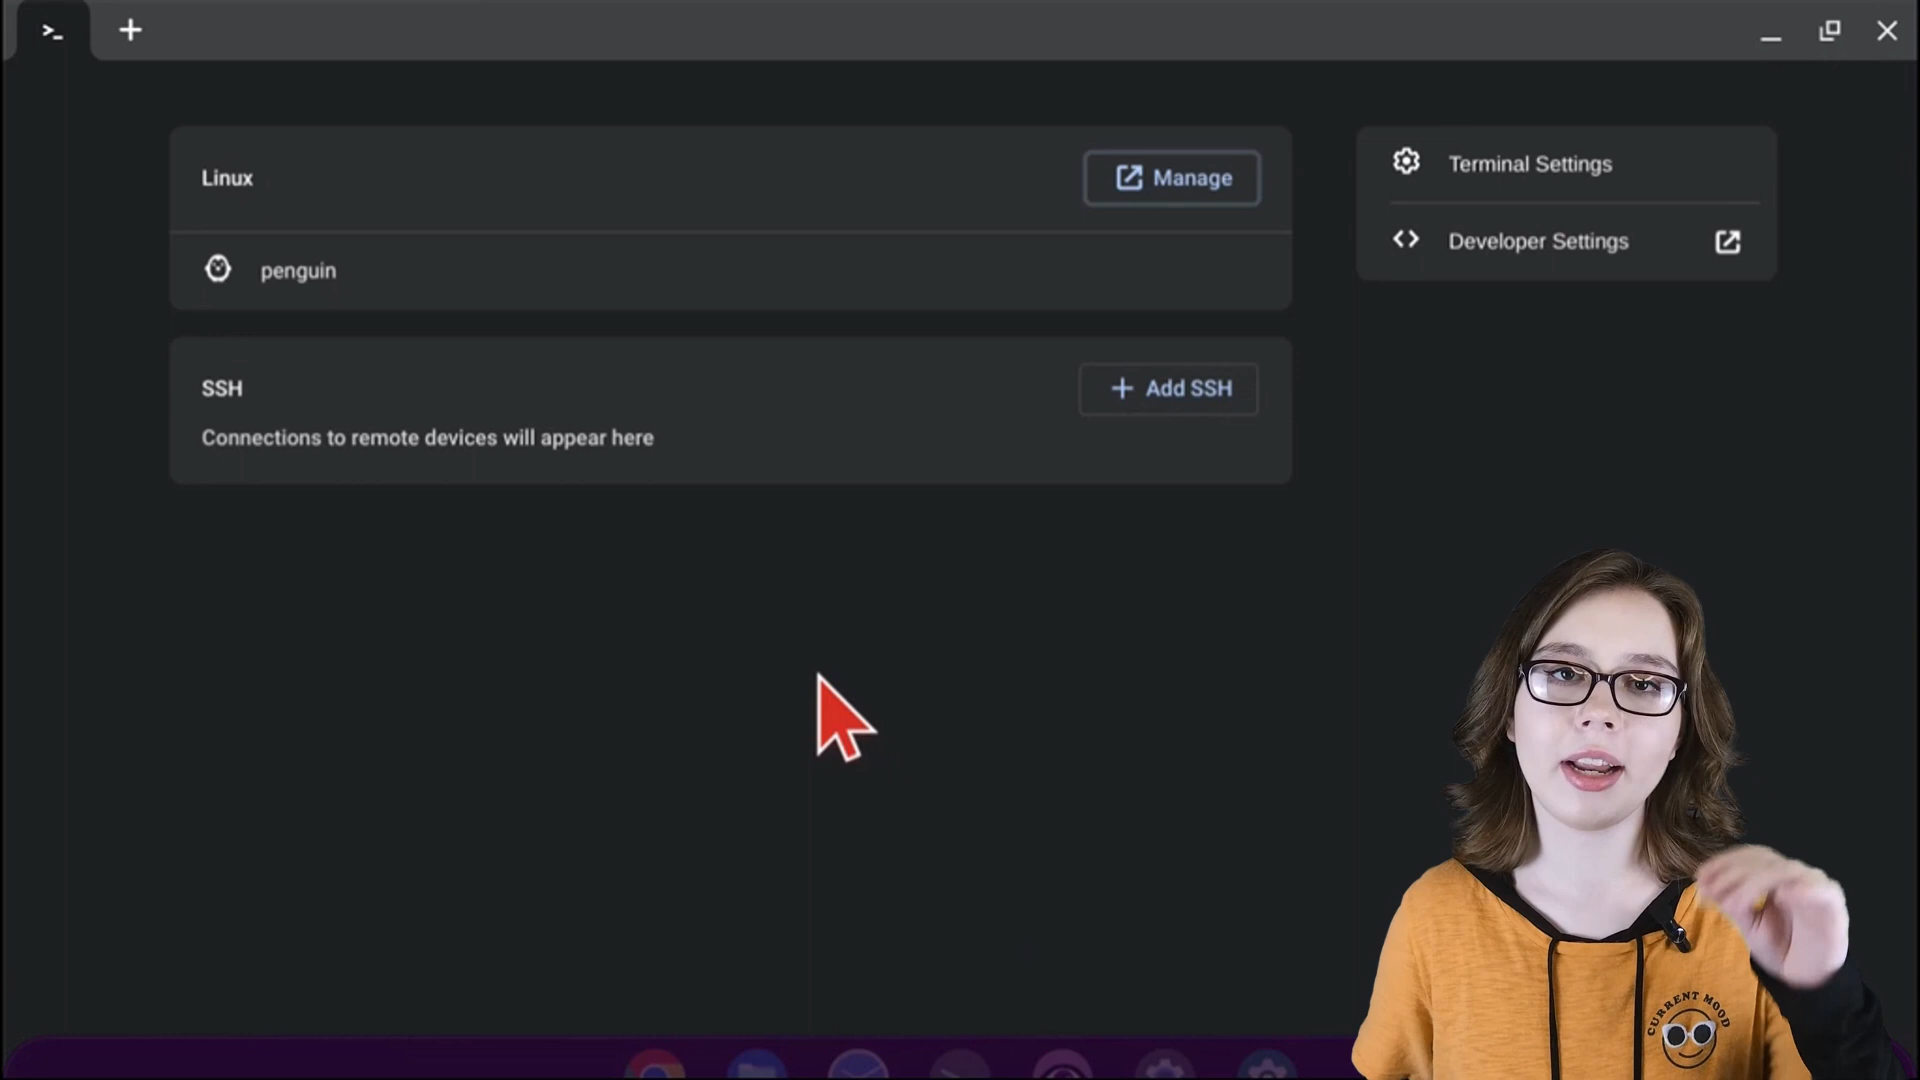 >_
+
Linux
Manage
penguin
SSH
Add SSH
Connections to remote devices will appear here
Terminal Settings
Developer Settings
CURRENT MOOD